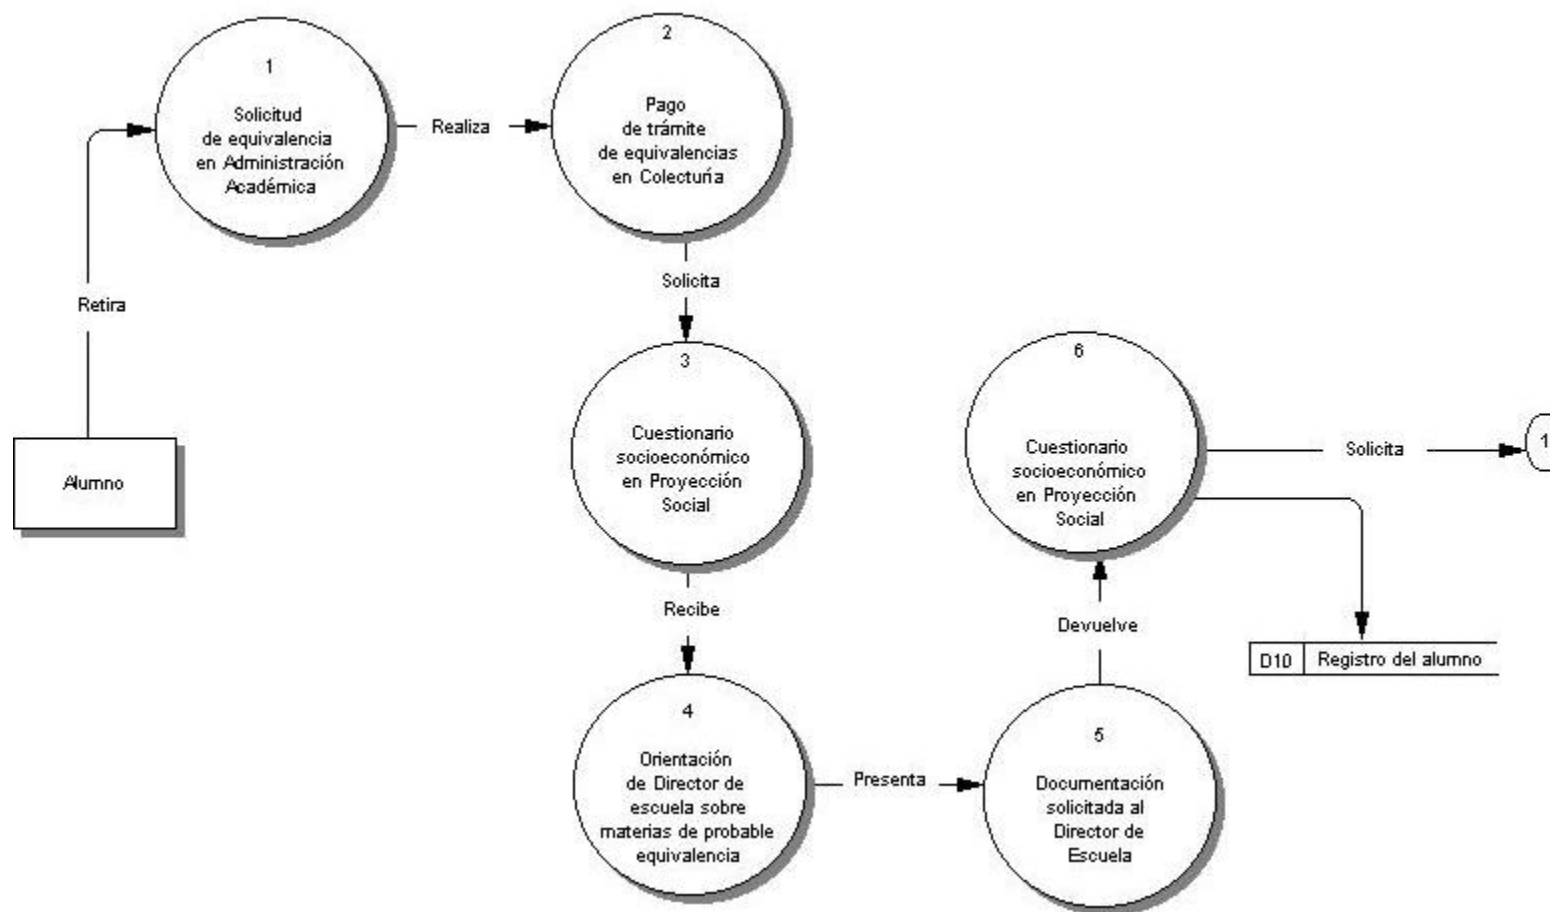 1
Solicitud
de equivalencia
en Administración
Académica
Realiza
2
Pago
de trámite
de equivalencias
en Colecturía
Retira
Alumno
Solicita
3
Cuestionario
socioeconómico
en Proyección
Social
Recibe
4
Orientación
de Director de
escuela sobre
materias de probable
equivalencia
Presenta
5
Documentación
solicitada al
Director de
Escuela
Devuelve
6
Cuestionario
socioeconómico
en Proyección
Social
Solicita
1
D10 Registro del alumno